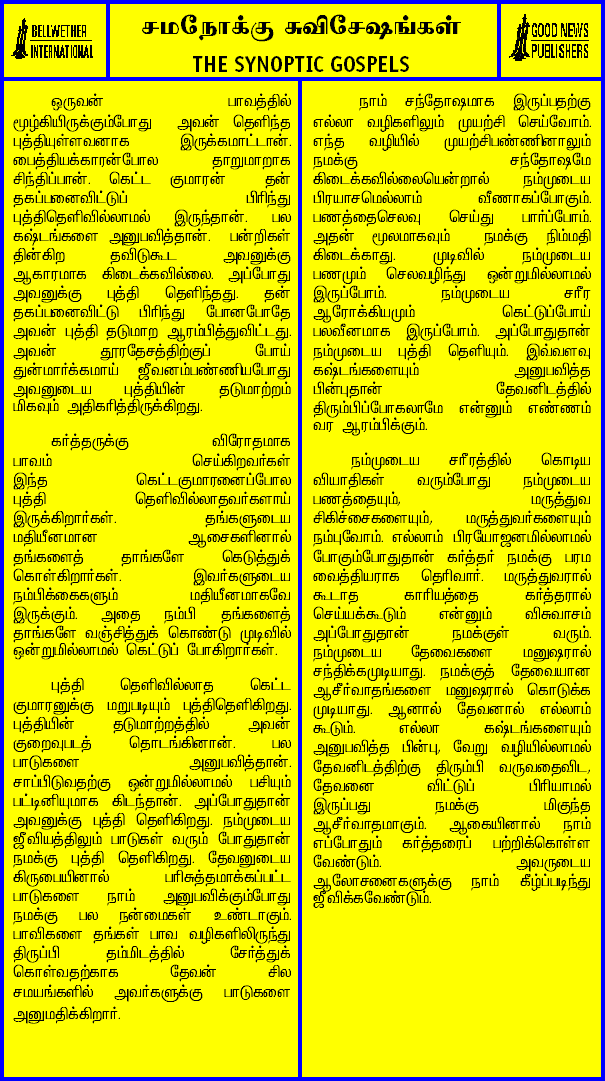 BELLWETHER
INTERNATIONAL
சமநோக்கு சுவிசேஷங்கள்
THE SYNOPTIC GOSPELS
GOOD NEWS
PUBLISHERS
ஒருவன் பாவத்தில்
மூழ்கியிருக்கும்போது அவன் தெளிந்த
புத்தியுள்ளவனாக இருக்கமாட்டான்.
பைத்தியக்காரன்போல தாறுமாறாக
சிந்திப்பான். கெட்ட குமாரன் தன்
தகப்பனைவிட்டுப் பிரிந்து
புத்திதெளிவில்லாமல் இருந்தான். பல
கஷ்டங்களை அனுபவித்தான். பன்றிகள்
தின்கிற தவிடுகூட அவனுக்கு
ஆகாரமாக கிடைக்கவில்லை. அப்போது
அவனுக்கு புத்தி தெளிந்தது. தன்
தகப்பனைவிட்டு பிரிந்து போனபோதே
அவன் புத்தி தடுமாற ஆரம்பித்துவிட்டது.
அவன் தூரதேசத்திற்குப் போய்
துன்மார்க்கமாய் ஜீவனம்பண்ணியபோது
அவனுடைய புத்தியின் தடுமாற்றம்
மிகவும் அதிகரித்திருக்கிறது.
கர்த்தருக்கு விரோதமாக
பாவம் செய்கிறவர்கள்
இந்த கெட்டகுமாரனைப்போல
புத்தி தெளிவில்லாதவர்களாய்
இருக்கிறார்கள். தங்களுடைய
மதியீனமான ஆசைகளினால்
தங்களைத் தாங்களே கெடுத்துக்
கொள்கிறார்கள். இவர்களுடைய
நம்பிக்கைகளும் மதியீனமாகவே
இருக்கும். அதை நம்பி தங்களைத்
தாங்களே வஞ்சித்துக் கொண்டு முடிவில்
ஒன்றுமில்லாமல் கெட்டுப் போகிறார்கள்.
புத்தி தெளிவில்லாத கெட்ட
குமாரனுக்கு மறுபடியும் புத்திதெளிகிறது.
புத்தியின் தடுமாற்றத்தில் அவன்
குறைவுபடத் தொடங்கினான். பல
பாடுகளை அனுபவித்தான்.
சாப்பிடுவதற்கு ஒன்றுமில்லாமல் பசியும்
பட்டினியுமாக கிடந்தான். அப்போதுதான்
அவனுக்கு புத்தி தெளிகிறது. நம்முடைய
ஜீவியத்திலும் பாடுகள் வரும் போதுதான்
நமக்கு புத்தி தெளிகிறது. தேவனுடைய
கிருபையினால் பரிசுத்தமாக்கப்பட்ட
பாடுகளை நாம் அனுபவிக்கும்போது
நமக்கு பல நன்மைகள் உண்டாகும்.
பாவிகளை தங்கள் பாவ வழிகளிலிருந்து
திருப்பி தம்மிடத்தில் சேர்த்துக்
கொள்வதற்காக தேவன் சில
சமயங்களில் அவர்களுக்கு பாடுகளை
அனுமதிக்கிறார்.
நாம் சந்தோஷமாக இருப்பதற்கு
எல்லா வழிகளிலும் முயற்சி செய்வோம்.
எந்த வழியில் முயற்சிபண்ணினாலும்
நமக்கு சந்தோஷமே
கிடைக்கவில்லையென்றால் நம்முடைய
பிரயாசமெல்லாம் வீணாகப்போகும்.
பணத்தைசெலவு செய்து பார்ப்போம்.
அதன் மூலமாகவும் நமக்கு நிம்மதி
கிடைக்காது. முடிவில் நம்முடைய
பணமும் செலவழிந்து ஒன்றுமில்லாமல்
இருப்போம். நம்முடைய சரீர
ஆரோக்கியமும் கெட்டுப்போய்
பலவீனமாக இருப்போம். அப்போதுதான்
நம்முடைய புத்தி தெளியும். இவ்வளவு
கஷ்டங்களையும் அனுபவித்த
பின்புதான் தேவனிடத்தில்
திரும்பிப்போகலாமே என்னும் எண்ணம்
வர ஆரம்பிக்கும்.
நம்முடைய சரீரத்தில் கொடிய
வியாதிகள் வரும்போது நம்முடைய
பணத்தையும், மருத்துவ
சிகிச்சைகளையும், மருத்துவர்களையும்
நம்புவோம். எல்லாம் பிரயோஜனமில்லாமல்
போகும்போதுதான் கர்த்தர் நமக்கு பரம
வைத்தியராக தெரிவார். மருத்துவரால்
கூடாத காரியத்தை கர்த்தரால்
செய்யக்கூடும் என்னும் விசுவாசம்
அப்போதுதான் நமக்குள் வரும்.
நம்முடைய தேவைகளை மனுஷரால்
சந்திக்கமுடியாது. நமக்குத் தேவையான
ஆசீர்வாதங்களை மனுஷரால் கொடுக்க
முடியாது. ஆனால் தேவனால் எல்லாம்
கூடும். எல்லா கஷ்டங்களையும்
அனுபவித்த பின்பு, வேறு வழியில்லாமல்
தேவனிடத்திற்கு திரும்பி வருவதைவிட,
தேவனை விட்டுப் பிரியாமல்
இருப்பது நமக்கு மிகுந்த
ஆசீர்வாதமாகும். ஆகையினால் நாம்
எப்போதும் கர்த்தரைப் பற்றிக்கொள்ள
வேண்டும். அவருடைய
ஆலோசனைகளுக்கு நாம் கீழ்ப்படிந்து
ஜீவிக்கவேண்டும்.